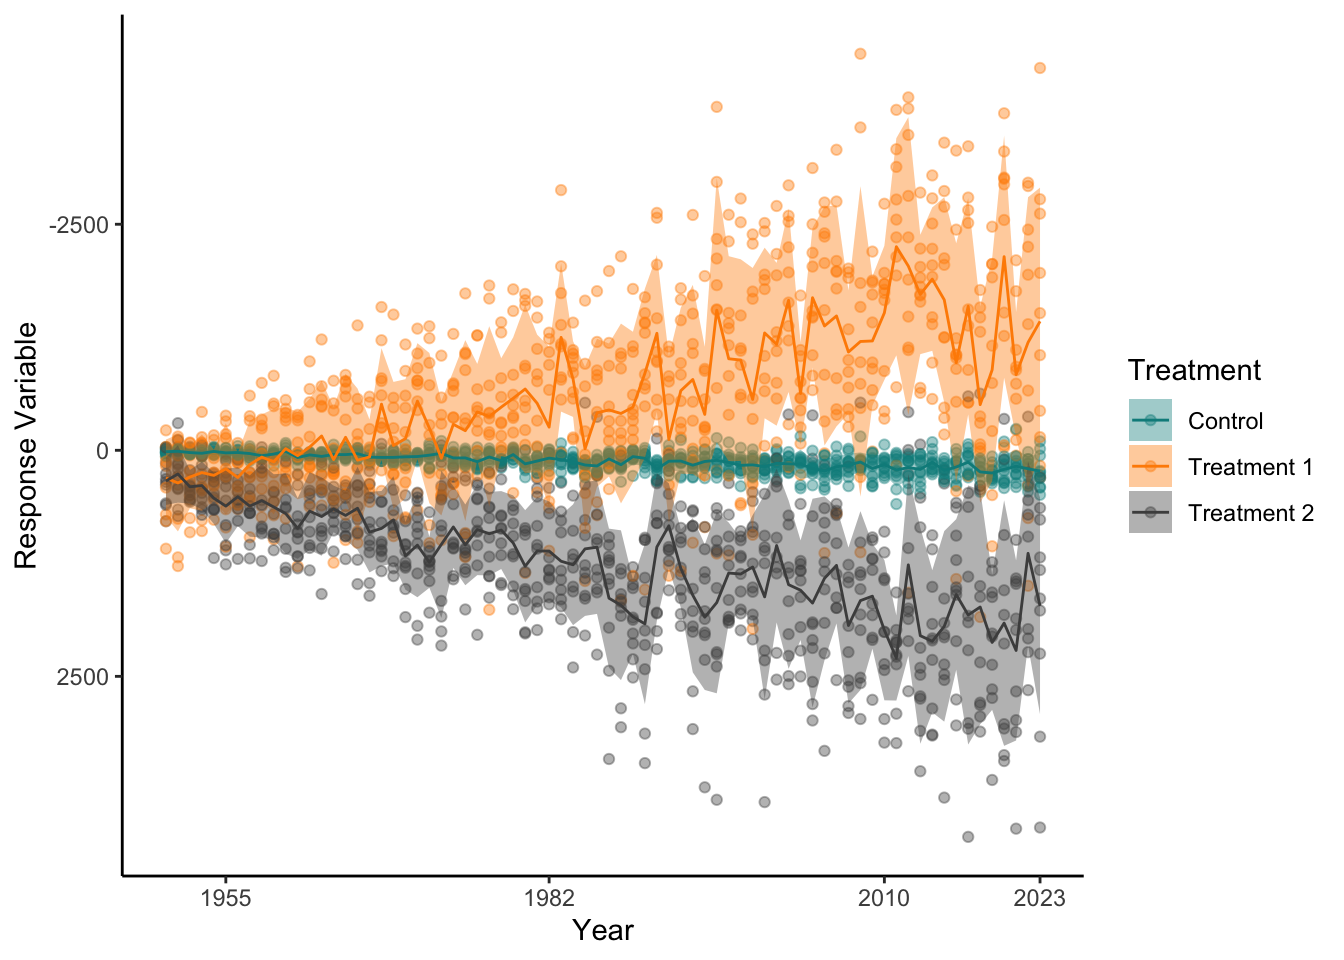 -2500
0
2500
Response Variable
1955
1982
2010
2023
Year
Treatment
Control
Treatment 1
Treatment 2